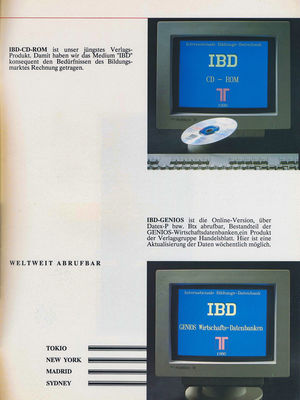 IBD-CD-ROM ist unser jüngstes Verlags-
Produkt. Damit haben wir das Medium "IBD"
konsequent den Bedürfnissen des Bildungs-
marktes Rechnung getragen.
Internationale Bildungs-Datenbank
IBD
CD - ROM
1990
IBD-GENIOS ist die Online-Version, über
Datex-P bzw. Btx abrufbar, Bestandteil der
GENIOS-Wirtschaftsdatenbanken,ein Produkt
der Verlagsgruppe Handelsblatt. Hier ist eine
Aktualisierung der Daten wöchentlich möglich.
WELTWEIT ABRUFBAR
Internationale Bildungs-Datenbank
IBD
GENIOS Wirtschafts-Datenbanken
1990
TOKIO
NEW YORK
MADRID
SYDNEY